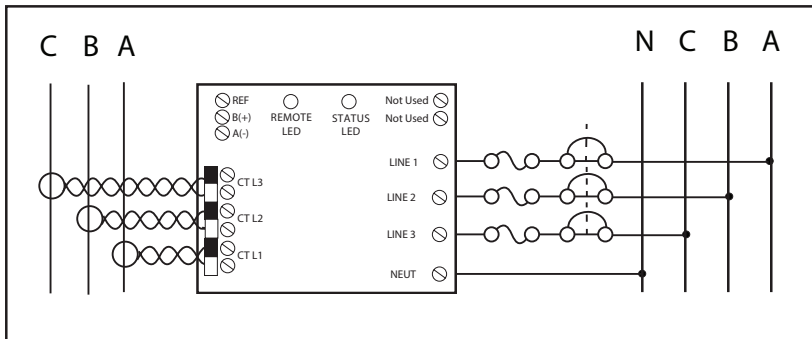 C B A N C B A
REF
B(+)
A(-)
REMOTE
LED
STATUS
LED
Not Used
Not Used
LINE 1
CT L3
LINE 2
CT L2
LINE 3
CT L1
NEUT